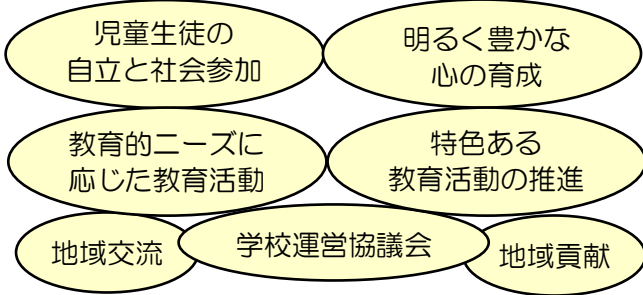 児童生徒の
自立と社会参加
明るく豊かな
心の育成
教育的ニーズに
応じた教育活動
特色ある
教育活動の推進
地域交流
学校運営協議会
地域貢献